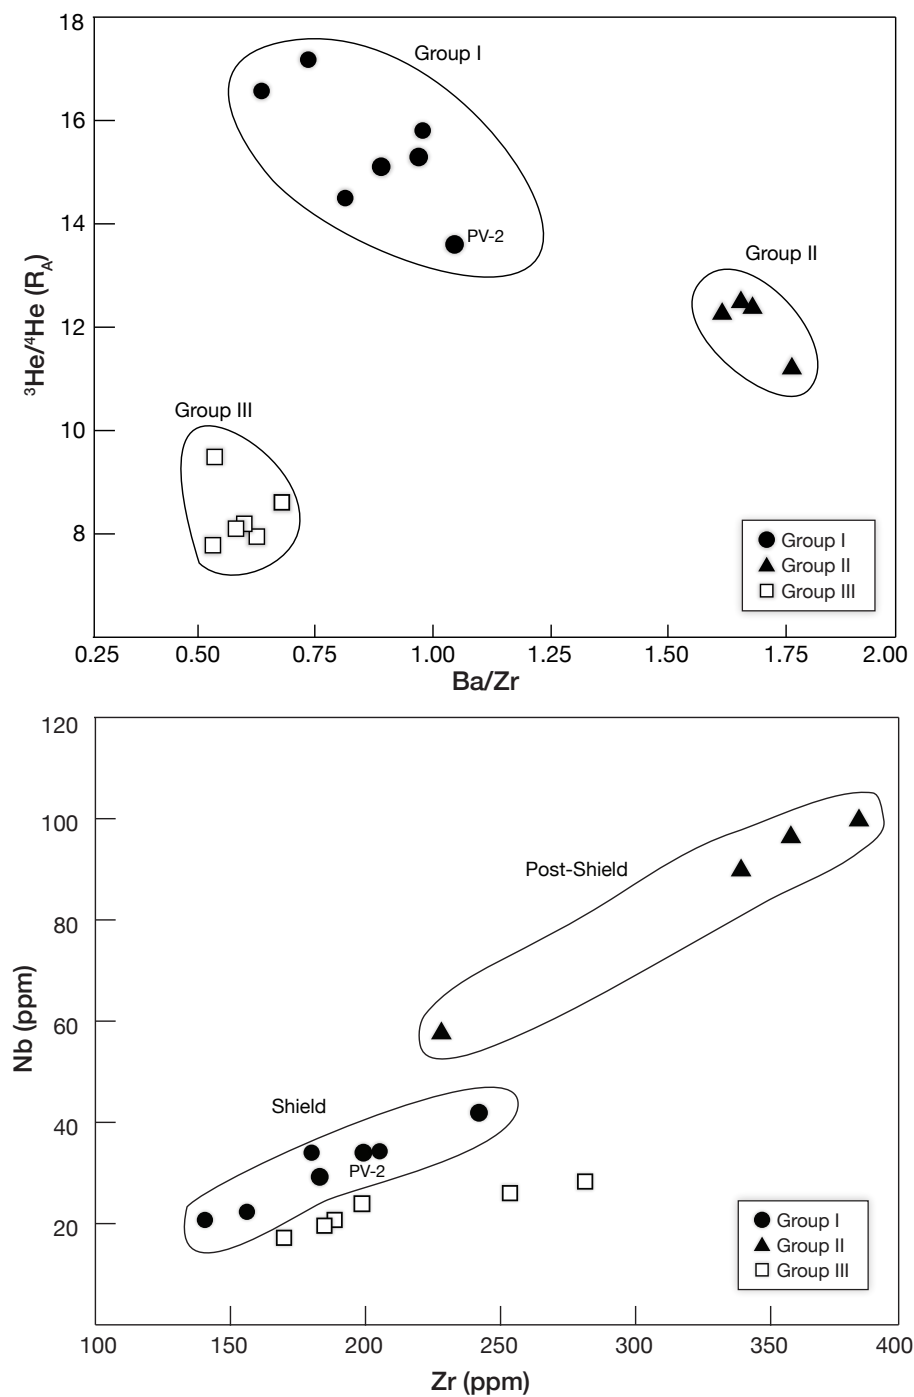 18
Group I
16
PV-2
14
Group II
³He/⁴He (R_A)
12
Group III
10
8
Group I
Group II
Group III
0.25 0.50 0.75 1.00 1.25 1.50 1.75 2.00
Ba/Zr
120
100
Post-Shield
80
Nb (ppm)
60
Shield
40
PV-2
20
Group I
Group II
Group III
100 150 200 250 300 350 400
Zr (ppm)